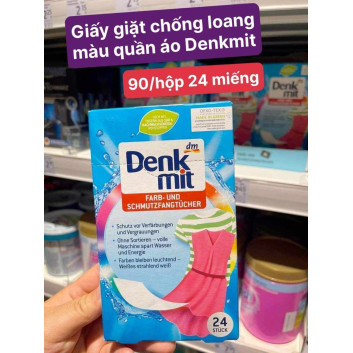 Giấy giặt chống loang
màu quần áo Denkmit
90/hộp 24 miếng
dm
Denk
mit
FARB- UND
SCHMUTZFANGTÜCHER
• Schutz vor Verfärbungen
und Vergrauungen
• Ohne Sortieren – volle
Maschine spart Wasser
und Energie
• Farben bleiben leuchtend –
Weißes strahlend weiß
24
STÜCK